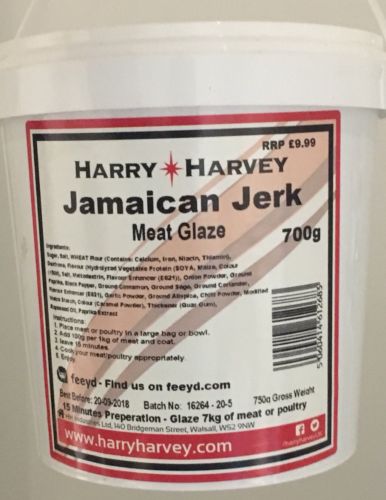 RRP £9.99
HARRY HARVEY
Jamaican Jerk
Meat Glaze
700g
Ingredients:
Sugar, Salt, WHEAT Flour (Contains: Calcium, Iron, Niacin, Thiamin),
Dextrose, Flavour (Hydrolyzed Vegetable Protein (SOYA, Maize, Colour
Salt, Maltodextrin, Flavour Enhancer (E621)), Onion Powder, Ground
Paprika, Black Pepper, Ground Cinnamon, Ground Sage, Ground Coriander,
Flavour Enhancer (E621), Garlic Powder, Ground Allspice, Chilli Powder, Modified
Maize Starch, Colour (Caramel Powder), Thickener (Guar Gum),
Rapeseed Oil, Paprika Extract
Instructions:
1. Place meat or poultry in a large bag or bowl.
2. Add 100g per 1kg of meat and coat.
3. Leave 15 minutes.
4. Cook your meat/poultry appropriately.
5. Enjoy.
feeyd - Find us on feeyd.com
Best Before: 20-09-2018 Batch No: 16264 - 20-5 750g Gross Weight
15 Minutes Preperation - Glaze 7kg of meat or poultry
HH Industries Ltd, 140 Bridgeman Street, Walsall, WS2 9NW
www.harryharvey.com